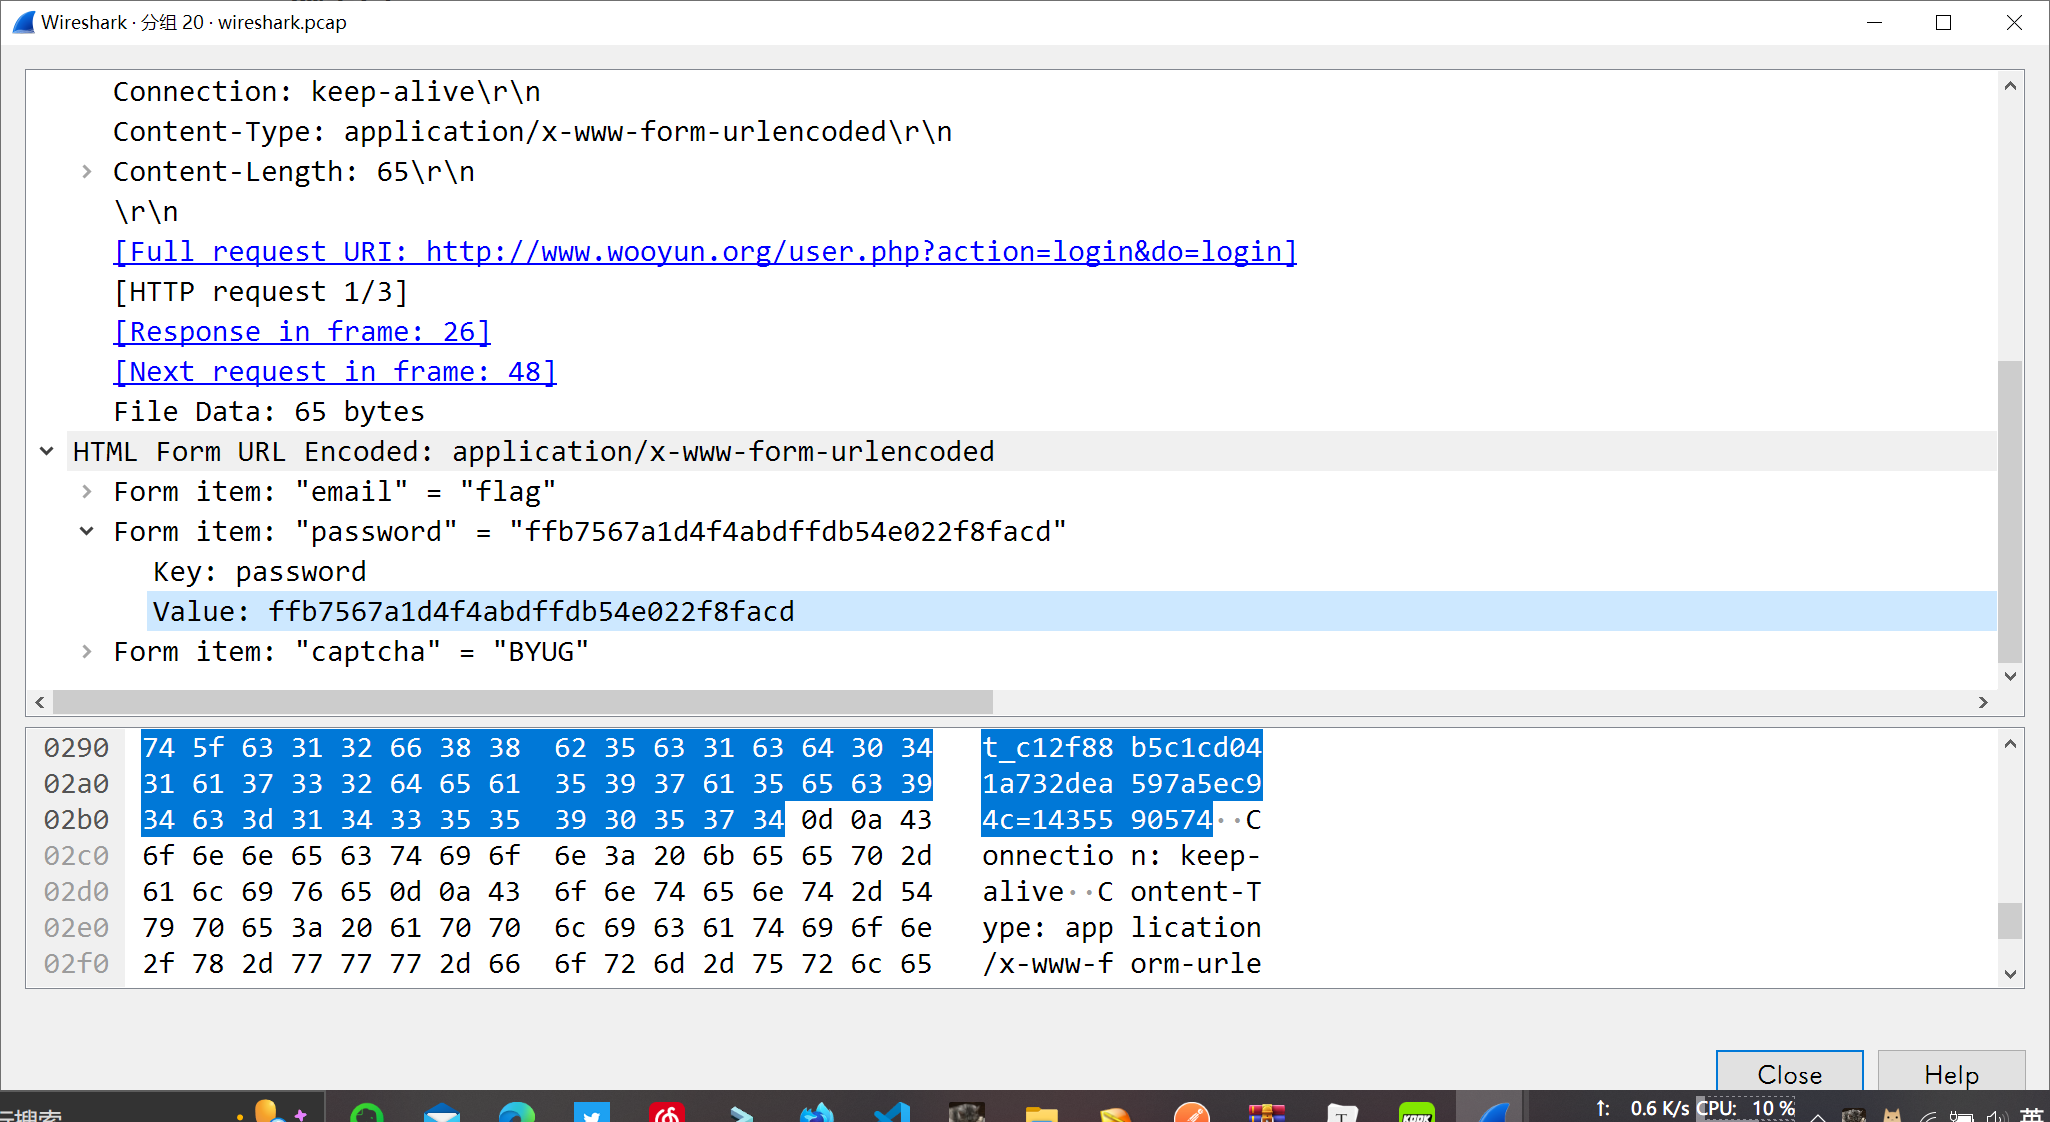 Wireshark · 分组 20 · wireshark.pcap
Connection: keep-alive\r\n
Content-Type: application/x-www-form-urlencoded\r\n
Content-Length: 65\r\n
\r\n
[Full request URI: http://www.wooyun.org/user.php?action=login&do=login]
[HTTP request 1/3]
[Response in frame: 26]
[Next request in frame: 48]
File Data: 65 bytes
HTML Form URL Encoded: application/x-www-form-urlencoded
Form item: "email" = "flag"
Form item: "password" = "ffb7567a1d4f4abdffdb54e022f8facd"
Key: password
Value: ffb7567a1d4f4abdffdb54e022f8facd
Form item: "captcha" = "BYUG"
0290 74 5f 63 31 32 66 38 38 62 35 63 31 63 64 30 34 t_c12f88 b5c1cd04
02a0 31 61 37 33 32 64 65 61 35 39 37 61 35 65 63 39 1a732dea 597a5ec9
02b0 34 63 3d 31 34 33 35 35 39 30 35 37 34 0d 0a 43 4c=14355 90574··C
02c0 6f 6e 6e 65 63 74 69 6f 6e 3a 20 6b 65 65 70 2d onnectio n: keep-
02d0 61 6c 69 76 65 0d 0a 43 6f 6e 74 65 6e 74 2d 54 alive··C ontent-T
02e0 79 70 65 3a 20 61 70 70 6c 69 63 61 74 69 6f 6e ype: app lication
02f0 2f 78 2d 77 77 77 2d 66 6f 72 6d 2d 75 72 6c 65 /x-www-f orm-urle
Close Help
行搜索 T KOOK ↑: 0.6 K/s CPU: 10 % 英